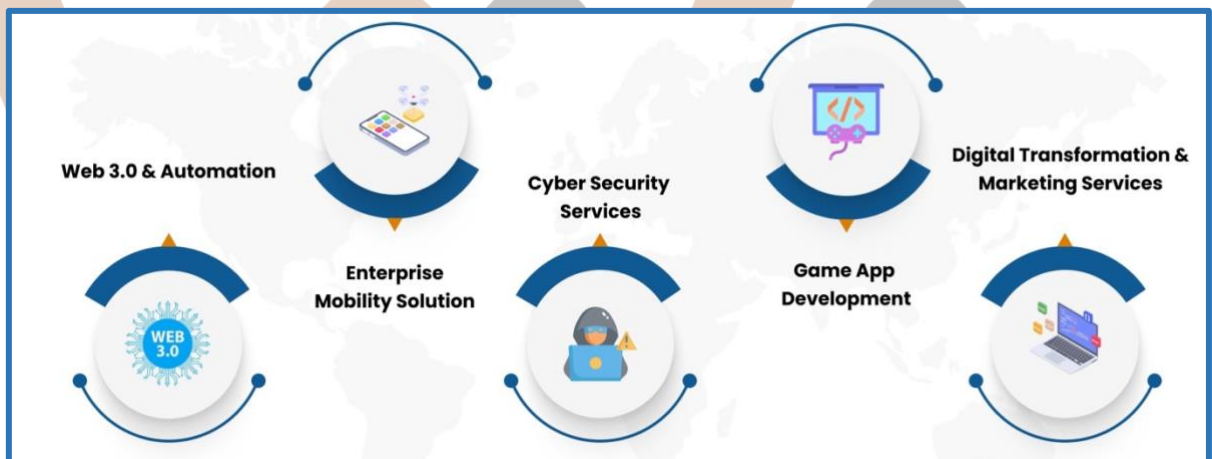 Web 3.0 & Automation
WEB
3.0
Enterprise
Mobility Solution
Cyber Security
Services
Game App
Development
Digital Transformation &
Marketing Services